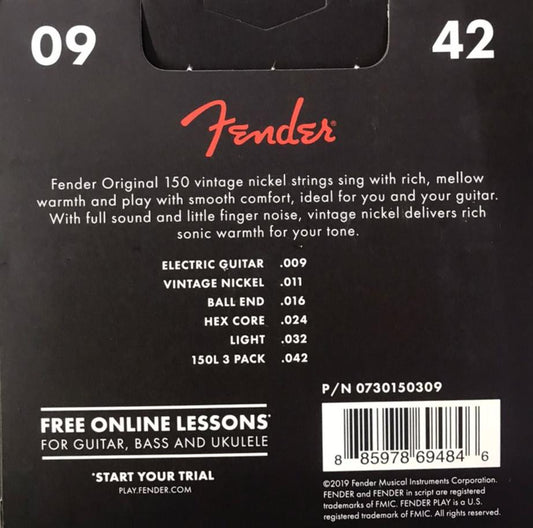 09 42
Fender®
Fender Original 150 vintage nickel strings sing with rich, mellow
warmth and play with smooth comfort, ideal for you and your guitar.
With full sound and little finger noise, vintage nickel delivers rich
sonic warmth for your tone.
ELECTRIC GUITAR .009
VINTAGE NICKEL .011
BALL END .016
HEX CORE .024
LIGHT .032
150L 3 PACK .042
P/N 0730150309
FREE ONLINE LESSONS*
FOR GUITAR, BASS AND UKULELE
*START YOUR TRIAL
PLAY.FENDER.COM
8 85978 69484 6
©2019 Fender Musical Instruments Corporation.
FENDER and FENDER in script are registered
trademarks of FMIC. FENDER PLAY is a U.S.
registered trademark of FMIC. All rights reserved.